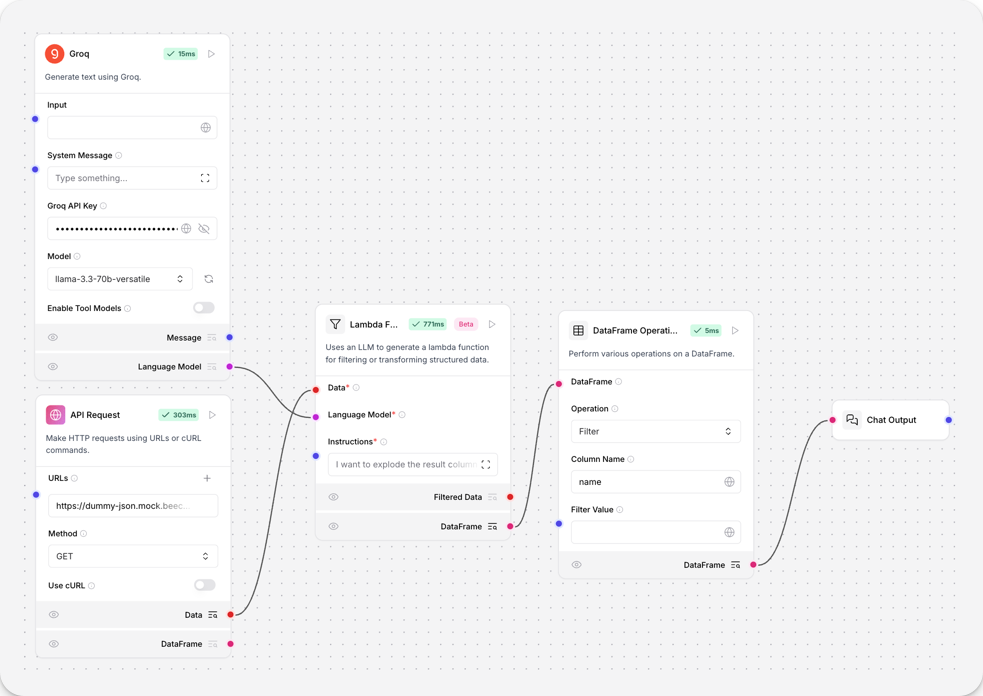 Groq
15ms
Generate text using Groq.
Input
System Message
Type something...
Groq API Key
Model
llama-3.3-70b-versatile
Enable Tool Models
Message
Language Model
API Request
303ms
Make HTTP requests using URLs or cURL
commands.
URLs
https://dummy-json.mock.beec...
Method
GET
Use cURL
Data
DataFrame
Lambda F...
771ms
Beta
Uses an LLM to generate a lambda function
for filtering or transforming structured data.
Data*
Language Model*
Instructions*
I want to explode the result colum
Filtered Data
DataFrame
DataFrame Operati...
5ms
Perform various operations on a DataFrame.
DataFrame
Operation
Filter
Column Name
name
Filter Value
DataFrame
Chat Output